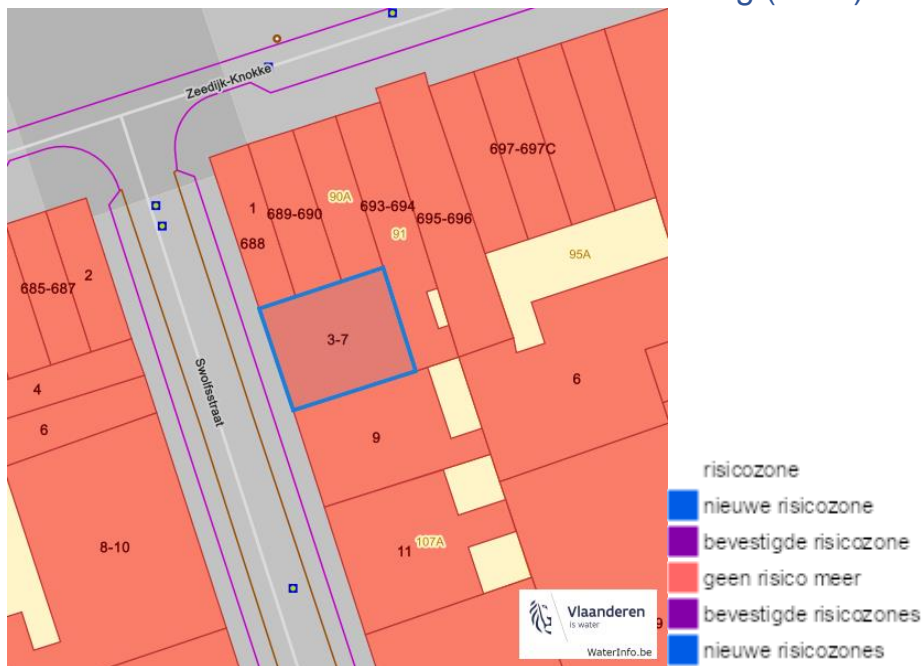 Zeedijk-Knokke
697-697C
90A
693-694
1
689-690
695-696
91
688
95A
2
685-687
3-7
Swolfsstraat
4
6
6
9
8-10
11
107A
9
Vlaanderen
is water
WaterInfo.be
risicozone
nieuwe risicozone
bevestigde risicozone
geen risico meer
bevestigde risicozones
nieuwe risicozones